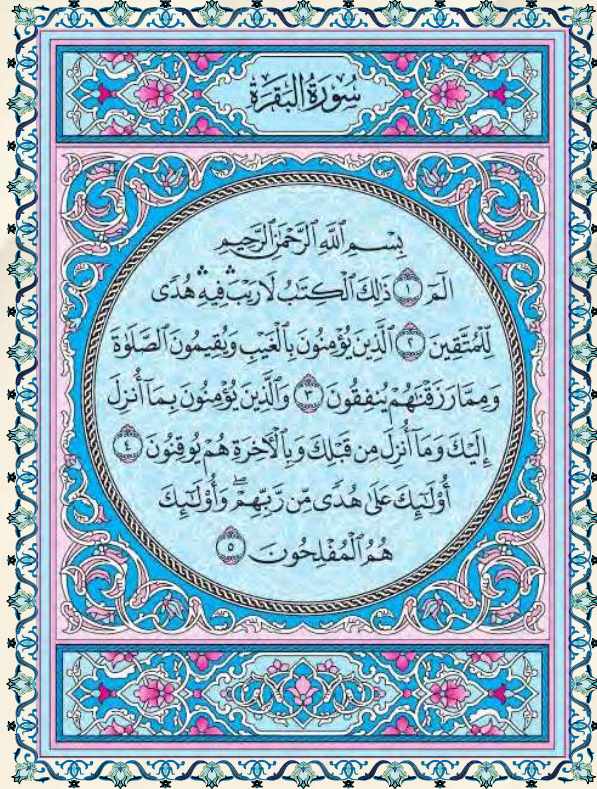 سُورَةُ البَقَرَةِ
بِسْمِ ٱللَّهِ ٱلرَّحْمَٰنِ ٱلرَّحِيمِ
الٓمٓ ۝١ ذَٰلِكَ ٱلْكِتَٰبُ لَا رَيْبَ ۛ فِيهِ ۛ هُدًى
لِّلْمُتَّقِينَ ۝٢ ٱلَّذِينَ يُؤْمِنُونَ بِٱلْغَيْبِ وَيُقِيمُونَ ٱلصَّلَوٰةَ
وَمِمَّا رَزَقْنَٰهُمْ يُنفِقُونَ ۝٣ وَٱلَّذِينَ يُؤْمِنُونَ بِمَآ أُنزِلَ
إِلَيْكَ وَمَآ أُنزِلَ مِن قَبْلِكَ وَبِٱلْأَخِرَةِ هُمْ يُوقِنُونَ ۝٤
أُوْلَٰٓئِكَ عَلَىٰ هُدًى مِّن رَّبِّهِمْ ۖ وَأُوْلَٰٓئِكَ
هُمُ ٱلْمُفْلِحُونَ ۝٥